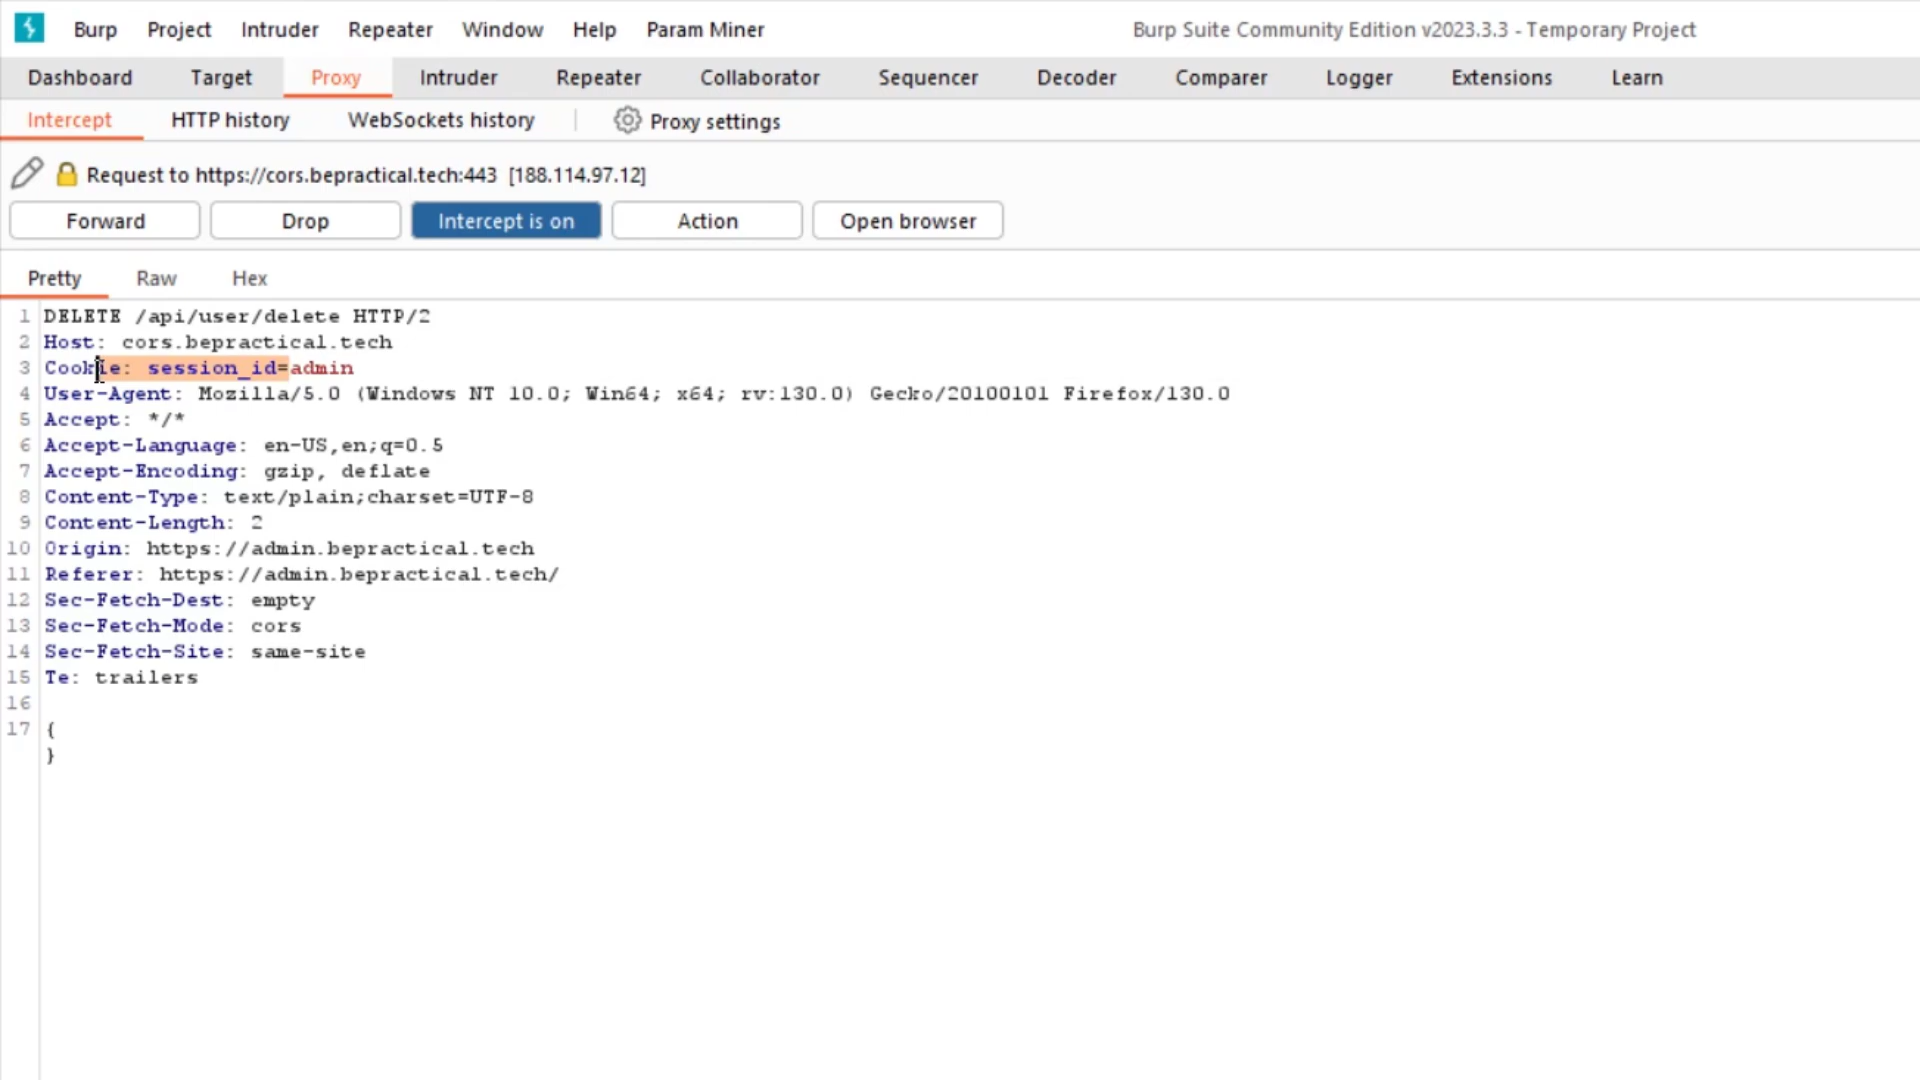 Burp Project Intruder Repeater Window Help Param Miner Burp Suite Community Edition v2023.3.3 - Temporary Project
Dashboard Target Proxy Intruder Repeater Collaborator Sequencer Decoder Comparer Logger Extensions Learn
Intercept HTTP history WebSockets history Proxy settings
Request to https://cors.bepractical.tech:443 [188.114.97.12]
Forward Drop Intercept is on Action Open browser
Pretty Raw Hex
1 DELETE /api/user/delete HTTP/2
2 Host: cors.bepractical.tech
3 Cookie: session_id=admin
4 User-Agent: Mozilla/5.0 (Windows NT 10.0; Win64; x64; rv:130.0) Gecko/20100101 Firefox/130.0
5 Accept: */*
6 Accept-Language: en-US,en;q=0.5
7 Accept-Encoding: gzip, deflate
8 Content-Type: text/plain;charset=UTF-8
9 Content-Length: 2
10 Origin: https://admin.bepractical.tech
11 Referer: https://admin.bepractical.tech/
12 Sec-Fetch-Dest: empty
13 Sec-Fetch-Mode: cors
14 Sec-Fetch-Site: same-site
15 Te: trailers
16
17 {
}